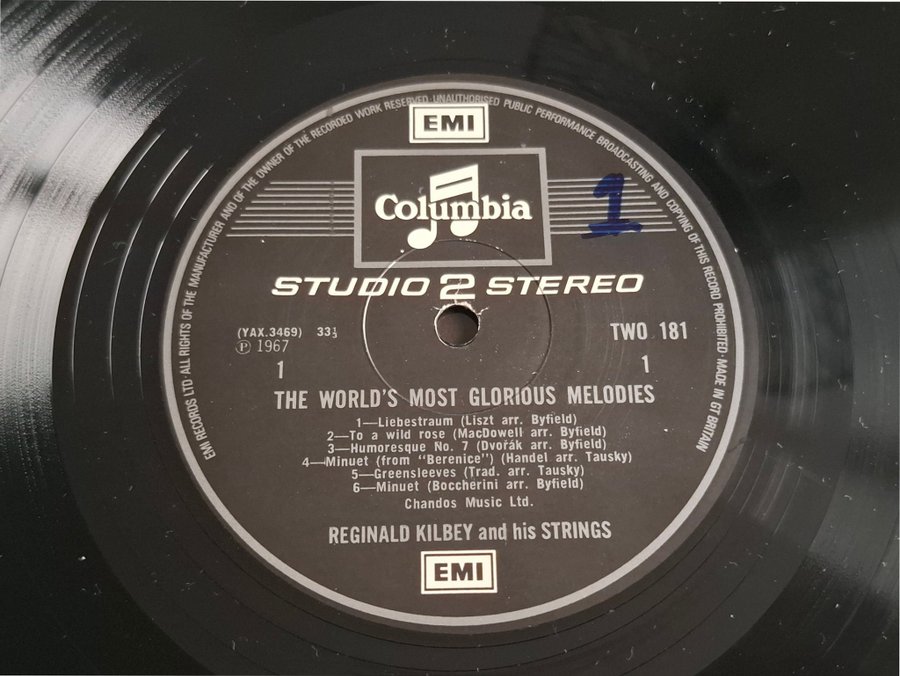 EMI RECORDS LTD·ALL RIGHTS OF THE MANUFACTURER AND OF THE OWNER OF THE RECORDED WORK RESERVED·UNAUTHORISED PUBLIC PERFORMANCE BROADCASTING AND COPYING OF THIS RECORD PROHIBITED·MADE IN GT BRITAIN
EMI
Columbia
1
STUDIO 2 STEREO
(YAX.3469) 33⅓
TWO 181
Ⓟ 1967
1
1
THE WORLD'S MOST GLORIOUS MELODIES
1—Liebestraum (Liszt arr. Byfield)
2—To a wild rose (MacDowell arr. Byfield)
3—Humoresque No. 7 (Dvořák arr. Byfield)
4—Minuet (from "Berenice") (Handel arr. Tausky)
5—Greensleeves (Trad. arr. Tausky)
6—Minuet (Boccherini arr. Byfield)
Chandos Music Ltd.
REGINALD KILBEY and his STRINGS
EMI